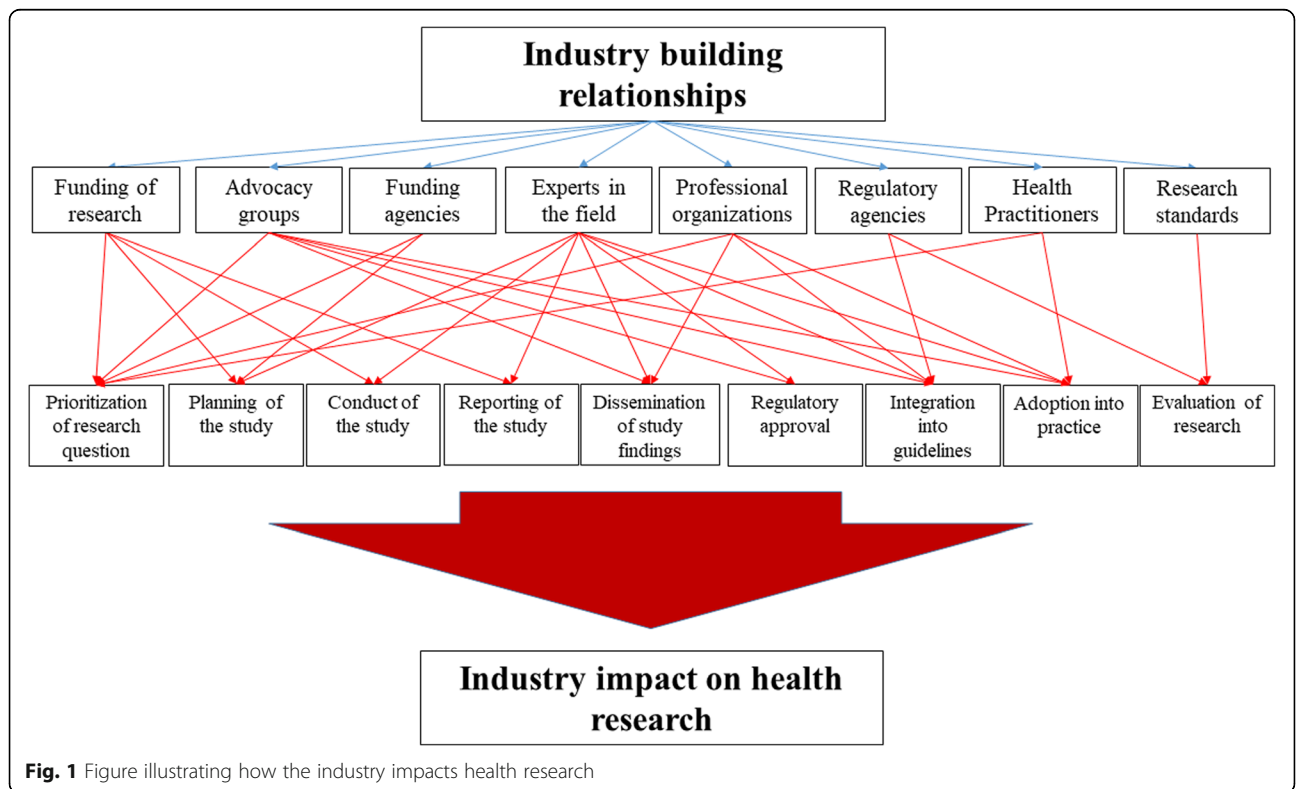 Industry building
relationships
Funding of
research
Advocacy
groups
Funding
agencies
Experts in
the field
Professional
organizations
Regulatory
agencies
Health
Practitioners
Research
standards
Prioritization
of research
question
Planning of
the study
Conduct of
the study
Reporting of
the study
Dissemination
of study
findings
Regulatory
approval
Integration
into
guidelines
Adoption into
practice
Evaluation of
research
Industry impact on health
research
Fig. 1 Figure illustrating how the industry impacts health research